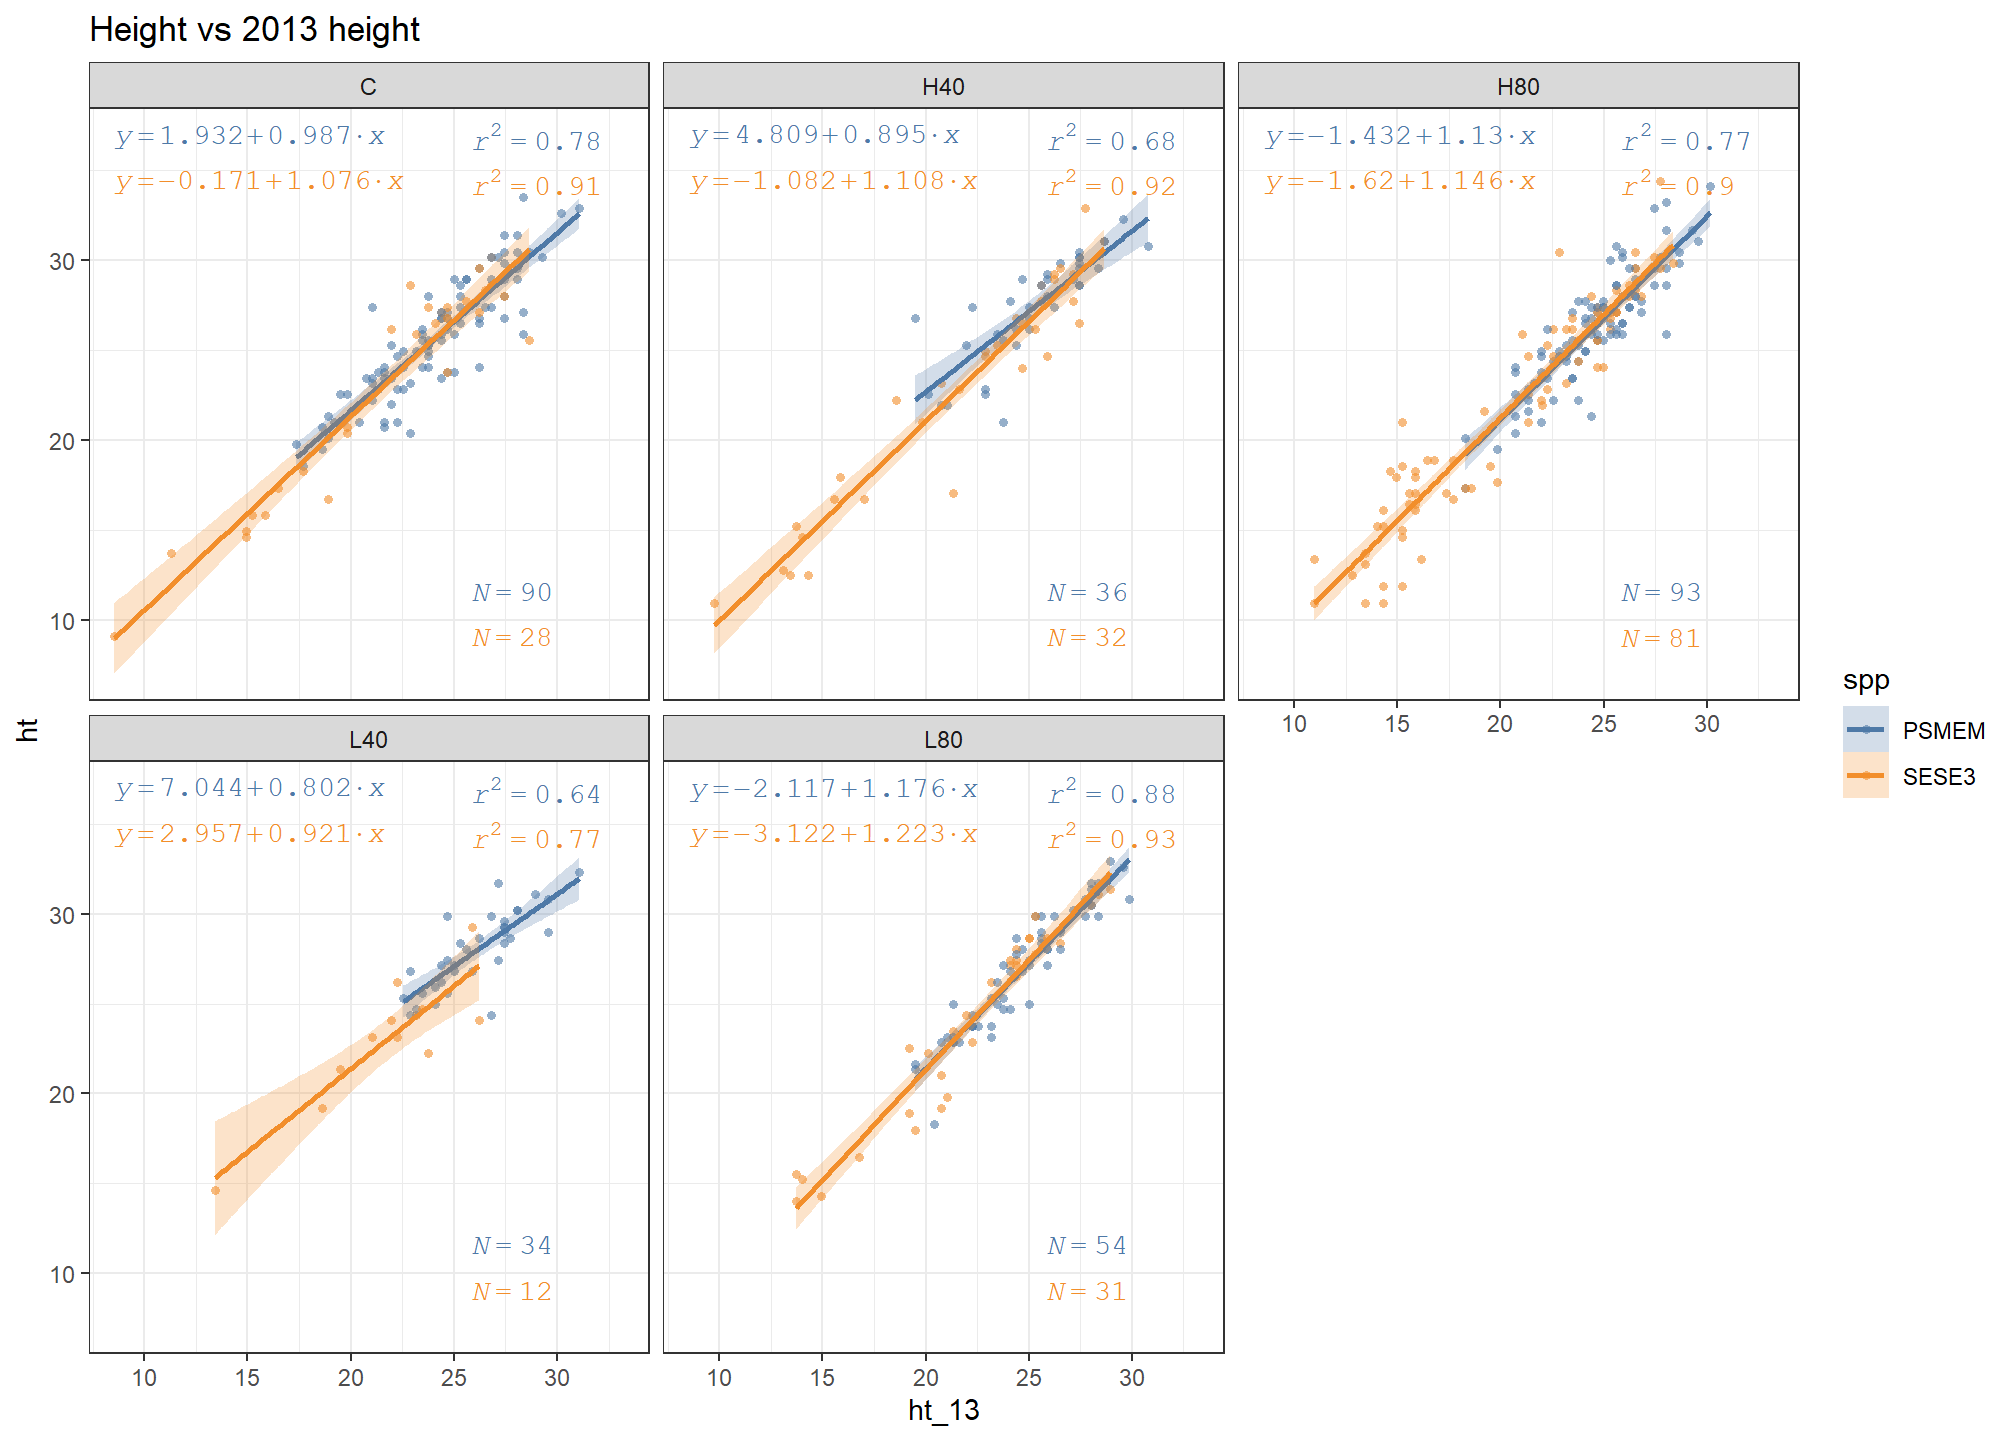 Height vs 2013 height
C
y=1.932+0.987·x r²=0.78
y=−0.171+1.076·x r²=0.91
N=90
N=28
H40
y=4.809+0.895·x r²=0.68
y=−1.082+1.108·x r²=0.92
N=36
N=32
H80
y=−1.432+1.13·x r²=0.77
y=−1.62+1.146·x r²=0.9
N=93
N=81
30
20
10
10 15 20 25 30
L40
y=7.044+0.802·x r²=0.64
y=2.957+0.921·x r²=0.77
N=34
N=12
L80
y=−2.117+1.176·x r²=0.88
y=−3.122+1.223·x r²=0.93
N=54
N=31
30
20
10
10 15 20 25 30
10 15 20 25 30
ht
ht_13
spp
PSMEM
SESE3